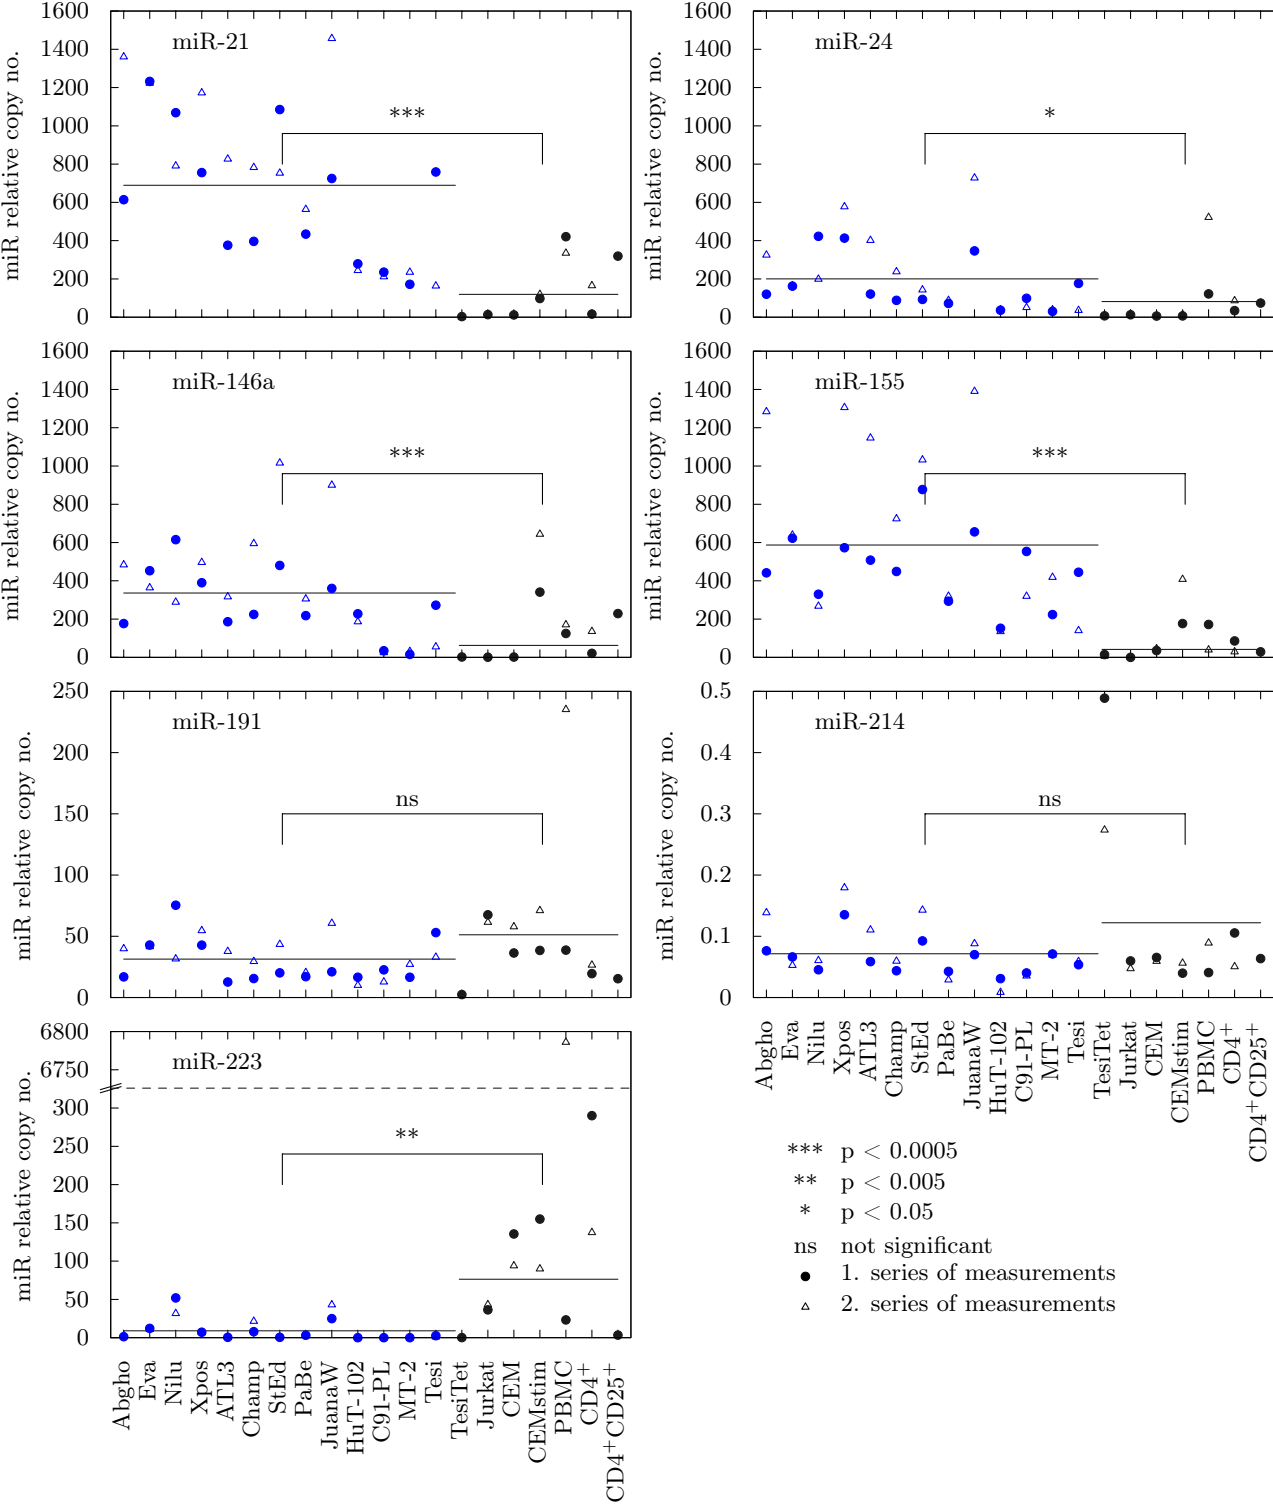 miR relative copy no.
1600
1400
1200
1000
800
600
400
200
0
miR-21
***
miR relative copy no.
1600
1400
1200
1000
800
600
400
200
0
miR-24
*
miR relative copy no.
1600
1400
1200
1000
800
600
400
200
0
miR-146a
***
miR relative copy no.
1600
1400
1200
1000
800
600
400
200
0
miR-155
***
miR relative copy no.
250
200
150
100
50
0
miR-191
ns
miR relative copy no.
0.5
0.4
0.3
0.2
0.1
0
miR-214
ns
Abgho
Eva
Nilu
Xpos
ATL3
Champ
StEd
PaBe
JuanaW
HuT-102
C91-PL
MT-2
Tesi
TesiTet
Jurkat
CEM
CEMstim
PBMC
CD4⁺
CD4⁺CD25⁺
miR relative copy no.
6800
6750
300
250
200
150
100
50
0
miR-223
**
Abgho
Eva
Nilu
Xpos
ATL3
Champ
StEd
PaBe
JuanaW
HuT-102
C91-PL
MT-2
Tesi
TesiTet
Jurkat
CEM
CEMstim
PBMC
CD4⁺
CD4⁺CD25⁺
*** p < 0.0005
** p < 0.005
* p < 0.05
ns not significant
1. series of measurements
2. series of measurements